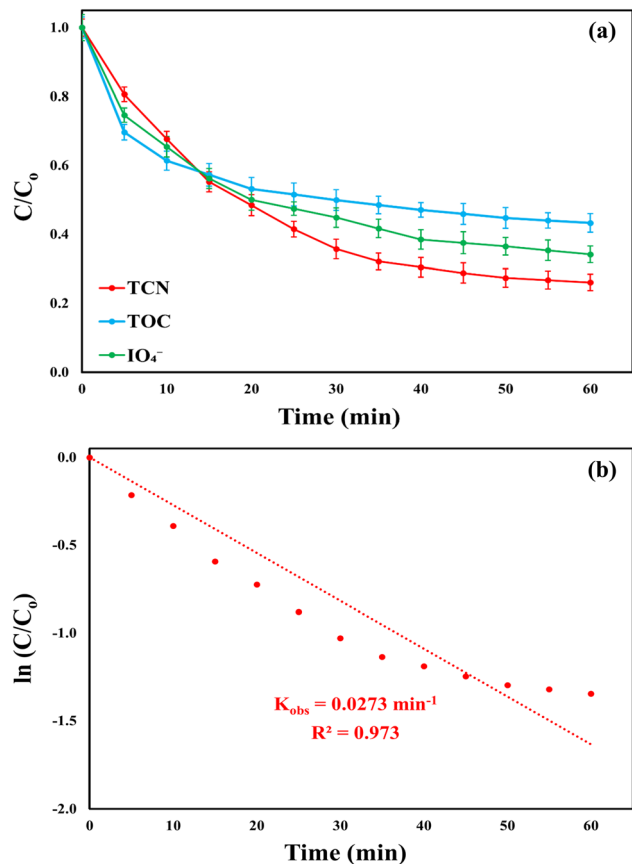 (a)
1.0
0.8
0.6
0.4
0.2
0.0
C/C₀
TCN
TOC
IO₄⁻
0 10 20 30 40 50 60
Time (min)
(b)
0.0
-0.5
-1.0
-1.5
-2.0
ln (C/C₀)
K_obs = 0.0273 min⁻¹
R² = 0.973
0 10 20 30 40 50 60
Time (min)